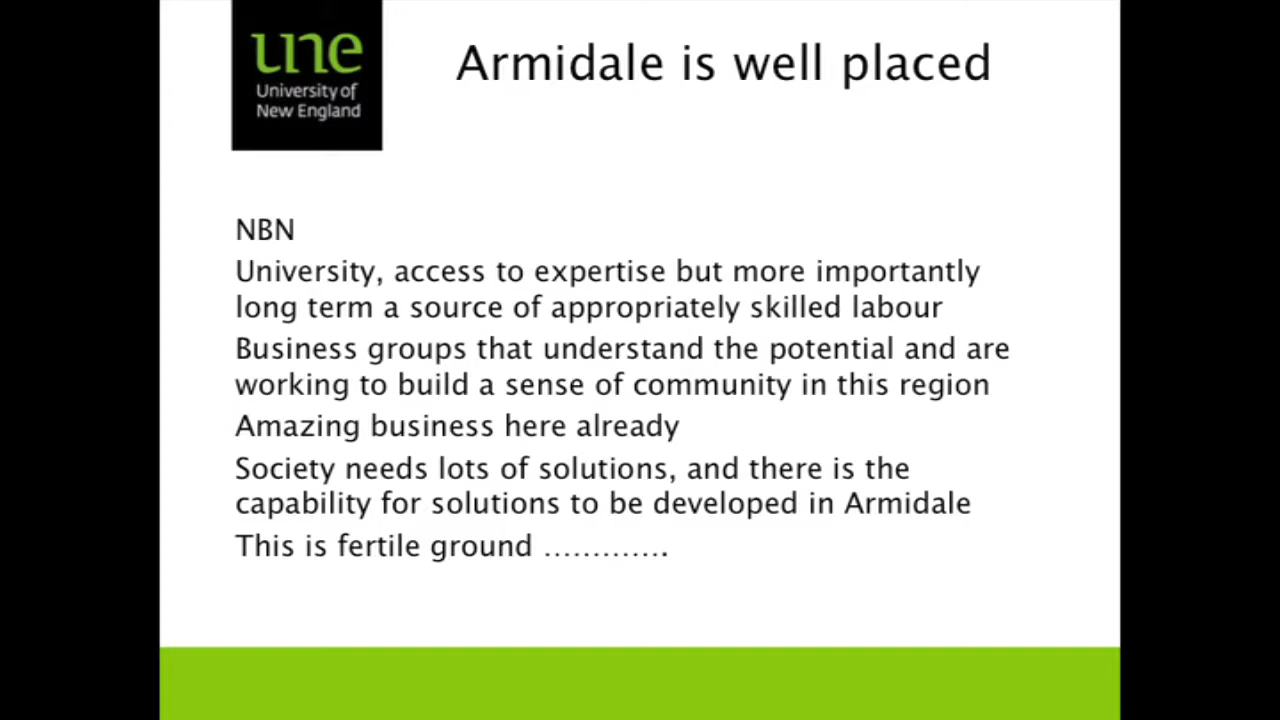 une
University of
New England
Armidale is well placed
NBN
University, access to expertise but more importantly
long term a source of appropriately skilled labour
Business groups that understand the potential and are
working to build a sense of community in this region
Amazing business here already
Society needs lots of solutions, and there is the
capability for solutions to be developed in Armidale
This is fertile ground .............